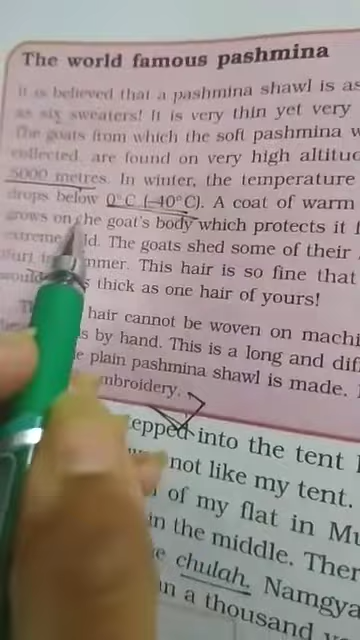 The world famous pashmina
It is believed that a pashmina shawl is as
as six sweaters! It is very thin yet very
The goats from which the soft pashmina w
collected, are found on very high altitud
5000 metres. In winter, the temperature
drops below 0°C (–40°C). A coat of warm
grows on the goat's body which protects it f
extreme ld. The goats shed some of their
fur) i mmer. This hair is so fine that
would s thick as one hair of yours!
T hair cannot be woven on machi
s by hand. This is a long and diff
e plain pashmina shawl is made.
mbroidery.
tepped into the tent
not like my tent.
of my flat in Mu
in the middle. Ther
e chulah. Namgya
n a thousand y